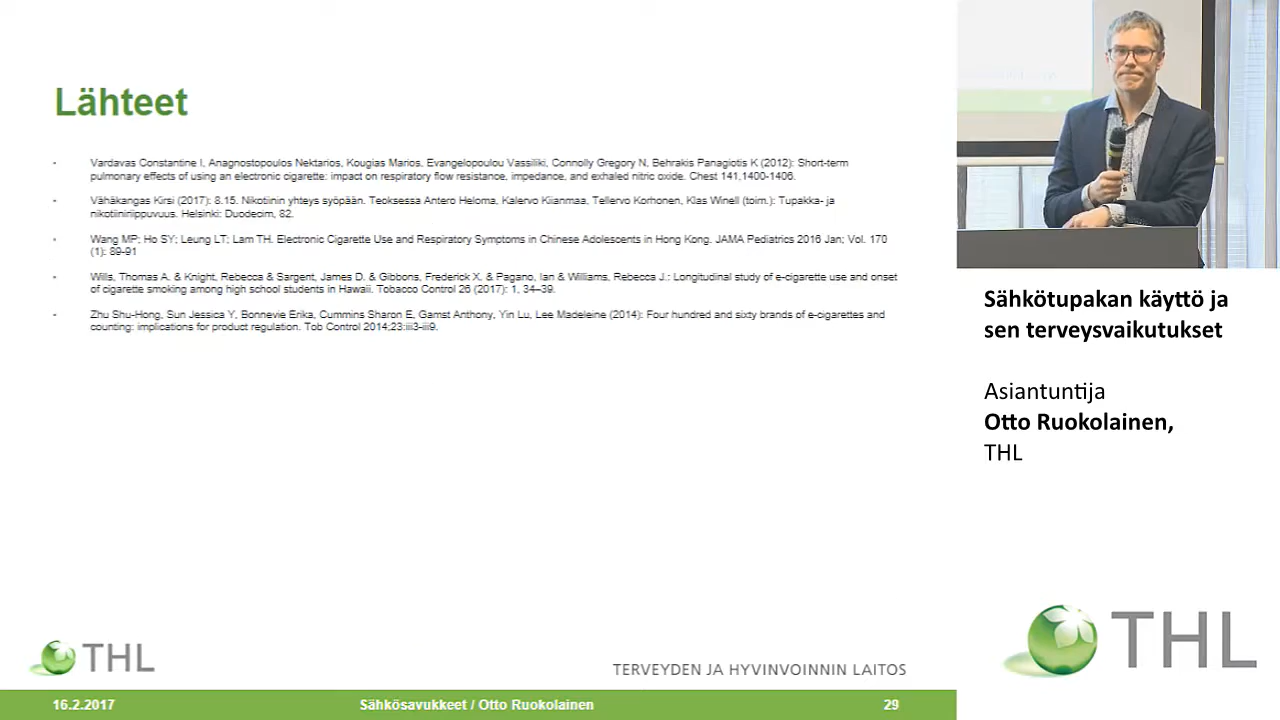 Lähteet
Vardavas Constantine I, Anagnostopoulos Nektarios, Kougias Marios, Evangelopoulou Vassiliki, Connolly Gregory N, Behrakis Panagiotis K (2012): Short-term
pulmonary effects of using an electronic cigarette: impact on respiratory flow resistance, impedance, and exhaled nitric oxide. Chest 141,1400-1406.
Vähäkangas Kirsi (2017): 8.15. Nikotiinin yhteys syöpään. Teoksessa Antero Heloma, Kalervo Kiianmaa, Tellervo Korhonen, Klas Winell (toim.): Tupakka- ja
nikotiiniriippuvuus. Helsinki: Duodecim, 82.
Wang MP; Ho SY; Leung LT; Lam TH. Electronic Cigarette Use and Respiratory Symptoms in Chinese Adolescents in Hong Kong. JAMA Pediatrics 2016 Jan; Vol. 170
(1): 89-91
Wills, Thomas A. & Knight, Rebecca & Sargent, James D. & Gibbons, Frederick X. & Pagano, Ian & Williams, Rebecca J.: Longitudinal study of e-cigarette use and onset
of cigarette smoking among high school students in Hawaii. Tobacco Control 26 (2017): 1, 34–39.
Zhu Shu-Hong, Sun Jessica Y, Bonnevie Erika, Cummins Sharon E, Gamst Anthony, Yin Lu, Lee Madeleine (2014): Four hundred and sixty brands of e-cigarettes and
counting: implications for product regulation. Tob Control 2014;23:iii3-iii9.
THL
TERVEYDEN JA HYVINVOINNIN LAITOS
16.2.2017
Sähkösavukkeet / Otto Ruokolainen
29
Sähkötupakan käyttö ja
sen terveysvaikutukset
Asiantuntija
Otto Ruokolainen,
THL
THL